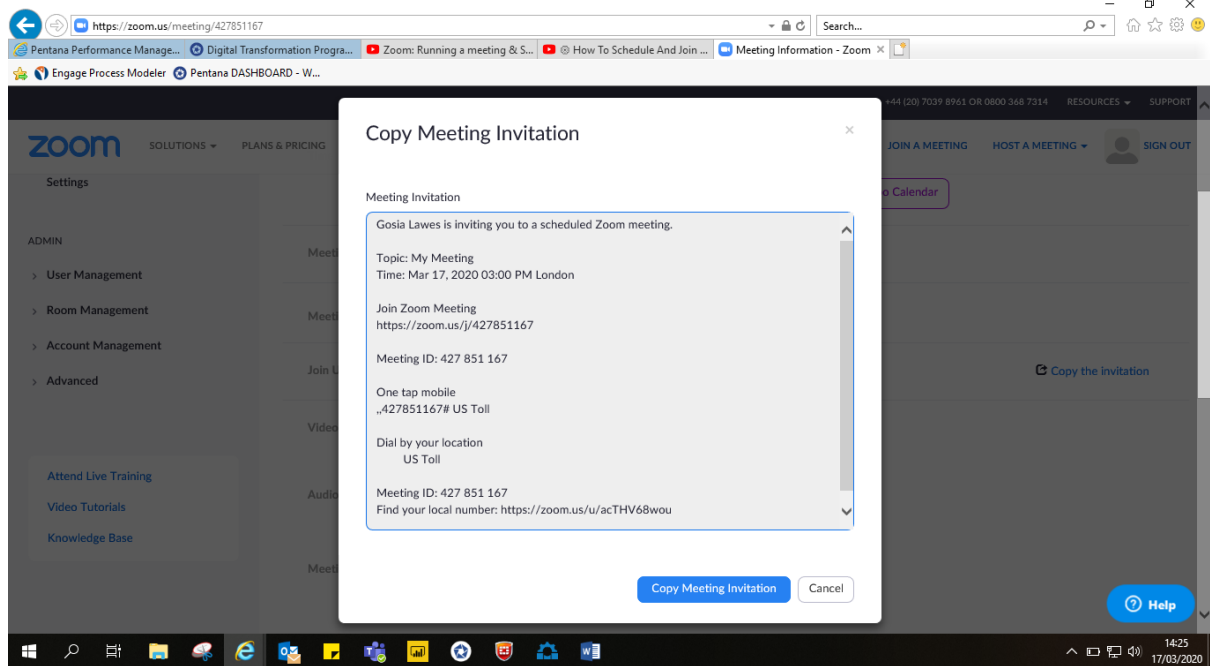 https://zoom.us/meeting/427851167
Search...
Pentana Performance Manage...
Digital Transformation Progra...
Zoom: Running a meeting & S...
How To Schedule And Join ...
Meeting Information - Zoom
Engage Process Modeler
Pentana DASHBOARD - W...
+44 (20) 7039 8961 OR 0800 368 7314 RESOURCES SUPPORT
zoom SOLUTIONS PLANS & PRICING JOIN A MEETING HOST A MEETING SIGN OUT
Settings
o Calendar
ADMIN
User Management
Room Management
Account Management
Advanced
Attend Live Training
Video Tutorials
Knowledge Base
Meeti
Meeti
Join U
Copy the invitation
Video
Audio
Meeti
Copy Meeting Invitation
Meeting Invitation
Gosia Lawes is inviting you to a scheduled Zoom meeting.
Topic: My Meeting
Time: Mar 17, 2020 03:00 PM London
Join Zoom Meeting
https://zoom.us/j/427851167
Meeting ID: 427 851 167
One tap mobile
,,427851167# US Toll
Dial by your location
US Toll
Meeting ID: 427 851 167
Find your local number: https://zoom.us/u/acTHV68wou
Copy Meeting Invitation
Cancel
Help
14:25
17/03/2020